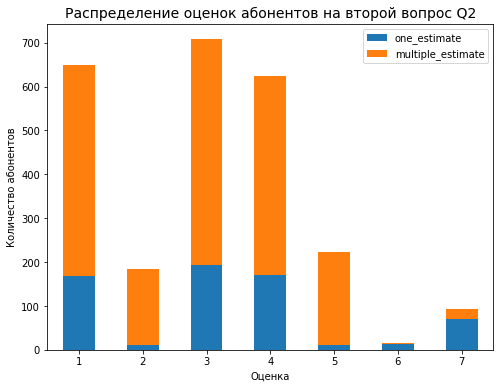 Распределение оценок абонентов на второй вопрос Q2
one_estimate
multiple_estimate
Количество абонентов
700
600
500
400
300
200
100
0
1 2 3 4 5 6 7
Оценка